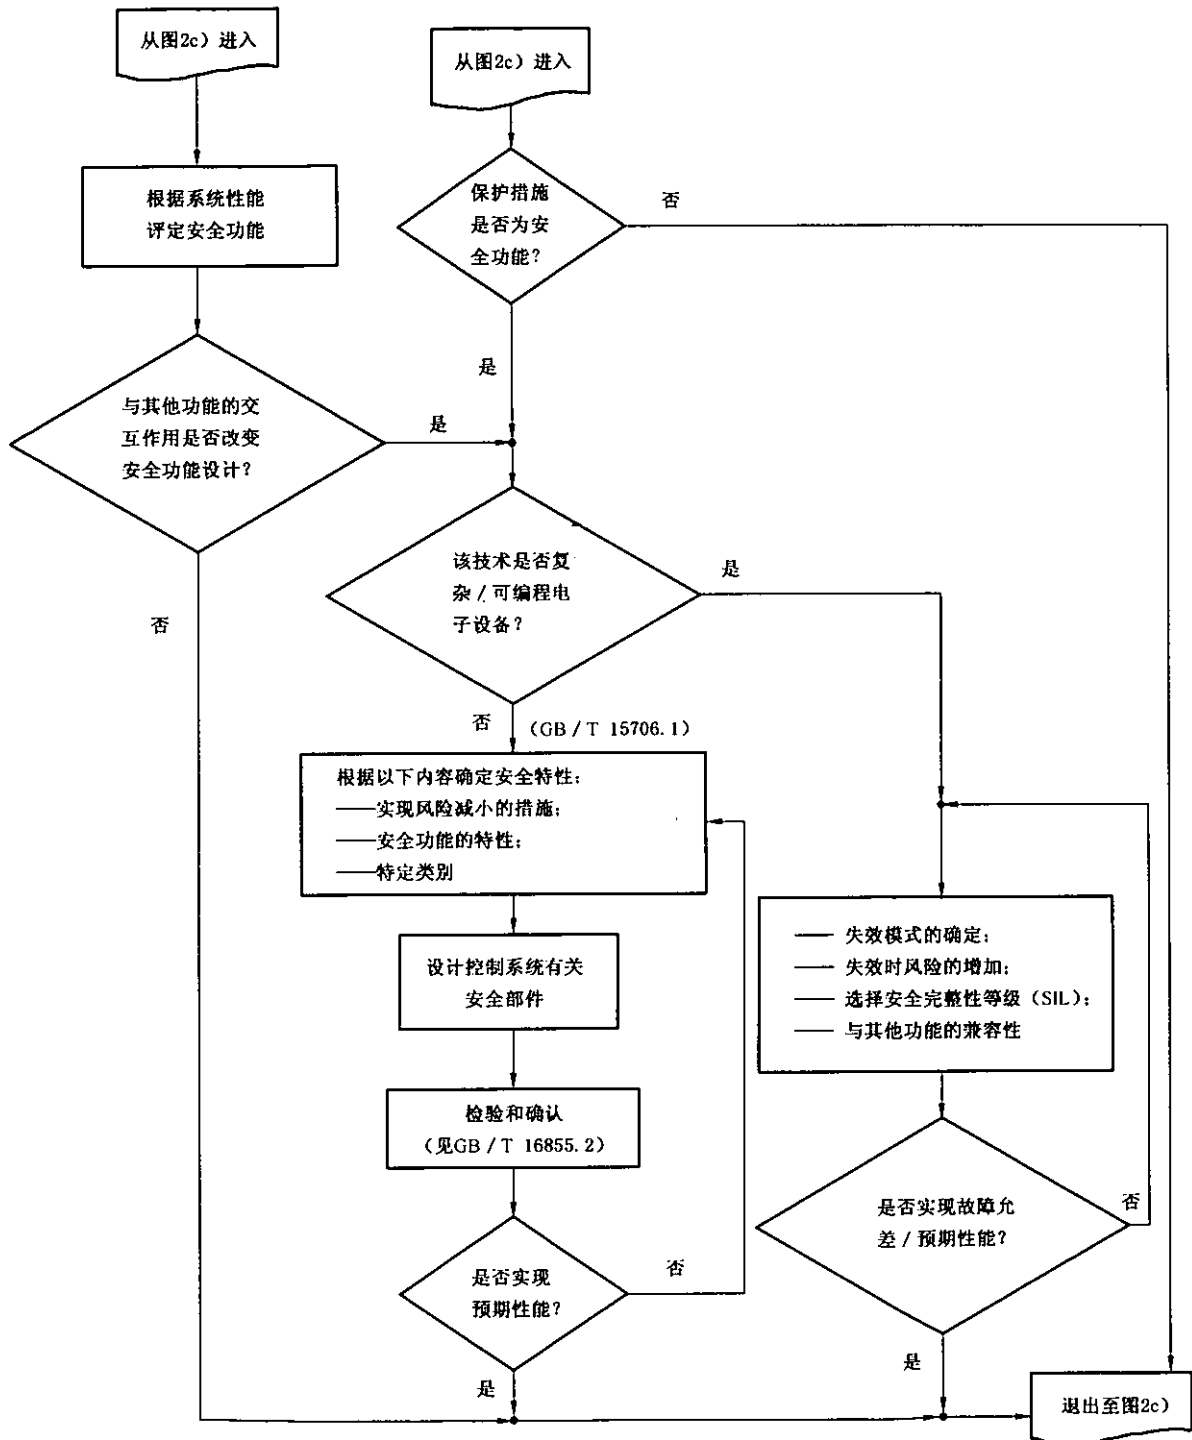 从图2c）进入
从图2c）进入
根据系统性能
评定安全功能
保护措施
是否为安
全功能？
否
是
与其他功能的交
互作用是否改变
安全功能设计？
是
该技术是否复
杂／可编程电
子设备？
是
否
否
（GB／T 15706.1）
根据以下内容确定安全特性：
——实现风险减小的措施；
——安全功能的特性；
——特定类别
设计控制系统有关
安全部件
—— 失效模式的确定；
—— 失效时风险的增加；
—— 选择安全完整性等级（SIL）；
—— 与其他功能的兼容性
检验和确认
（见GB／T 16855.2）
是否实现故障允
差／预期性能？
否
是否实现
预期性能？
否
是
是
退出至图2c）